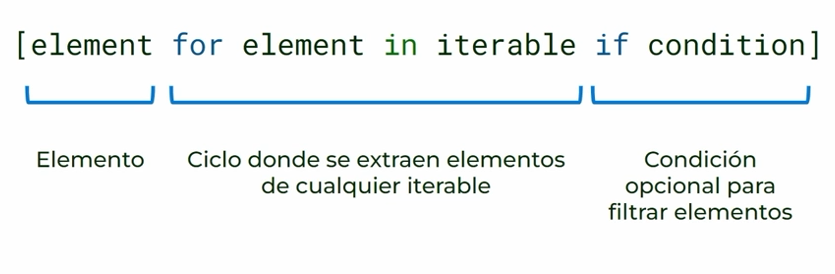 [element for element in iterable if condition]
Elemento
Ciclo donde se extraen elementos
de cualquier iterable
Condición
opcional para
filtrar elementos